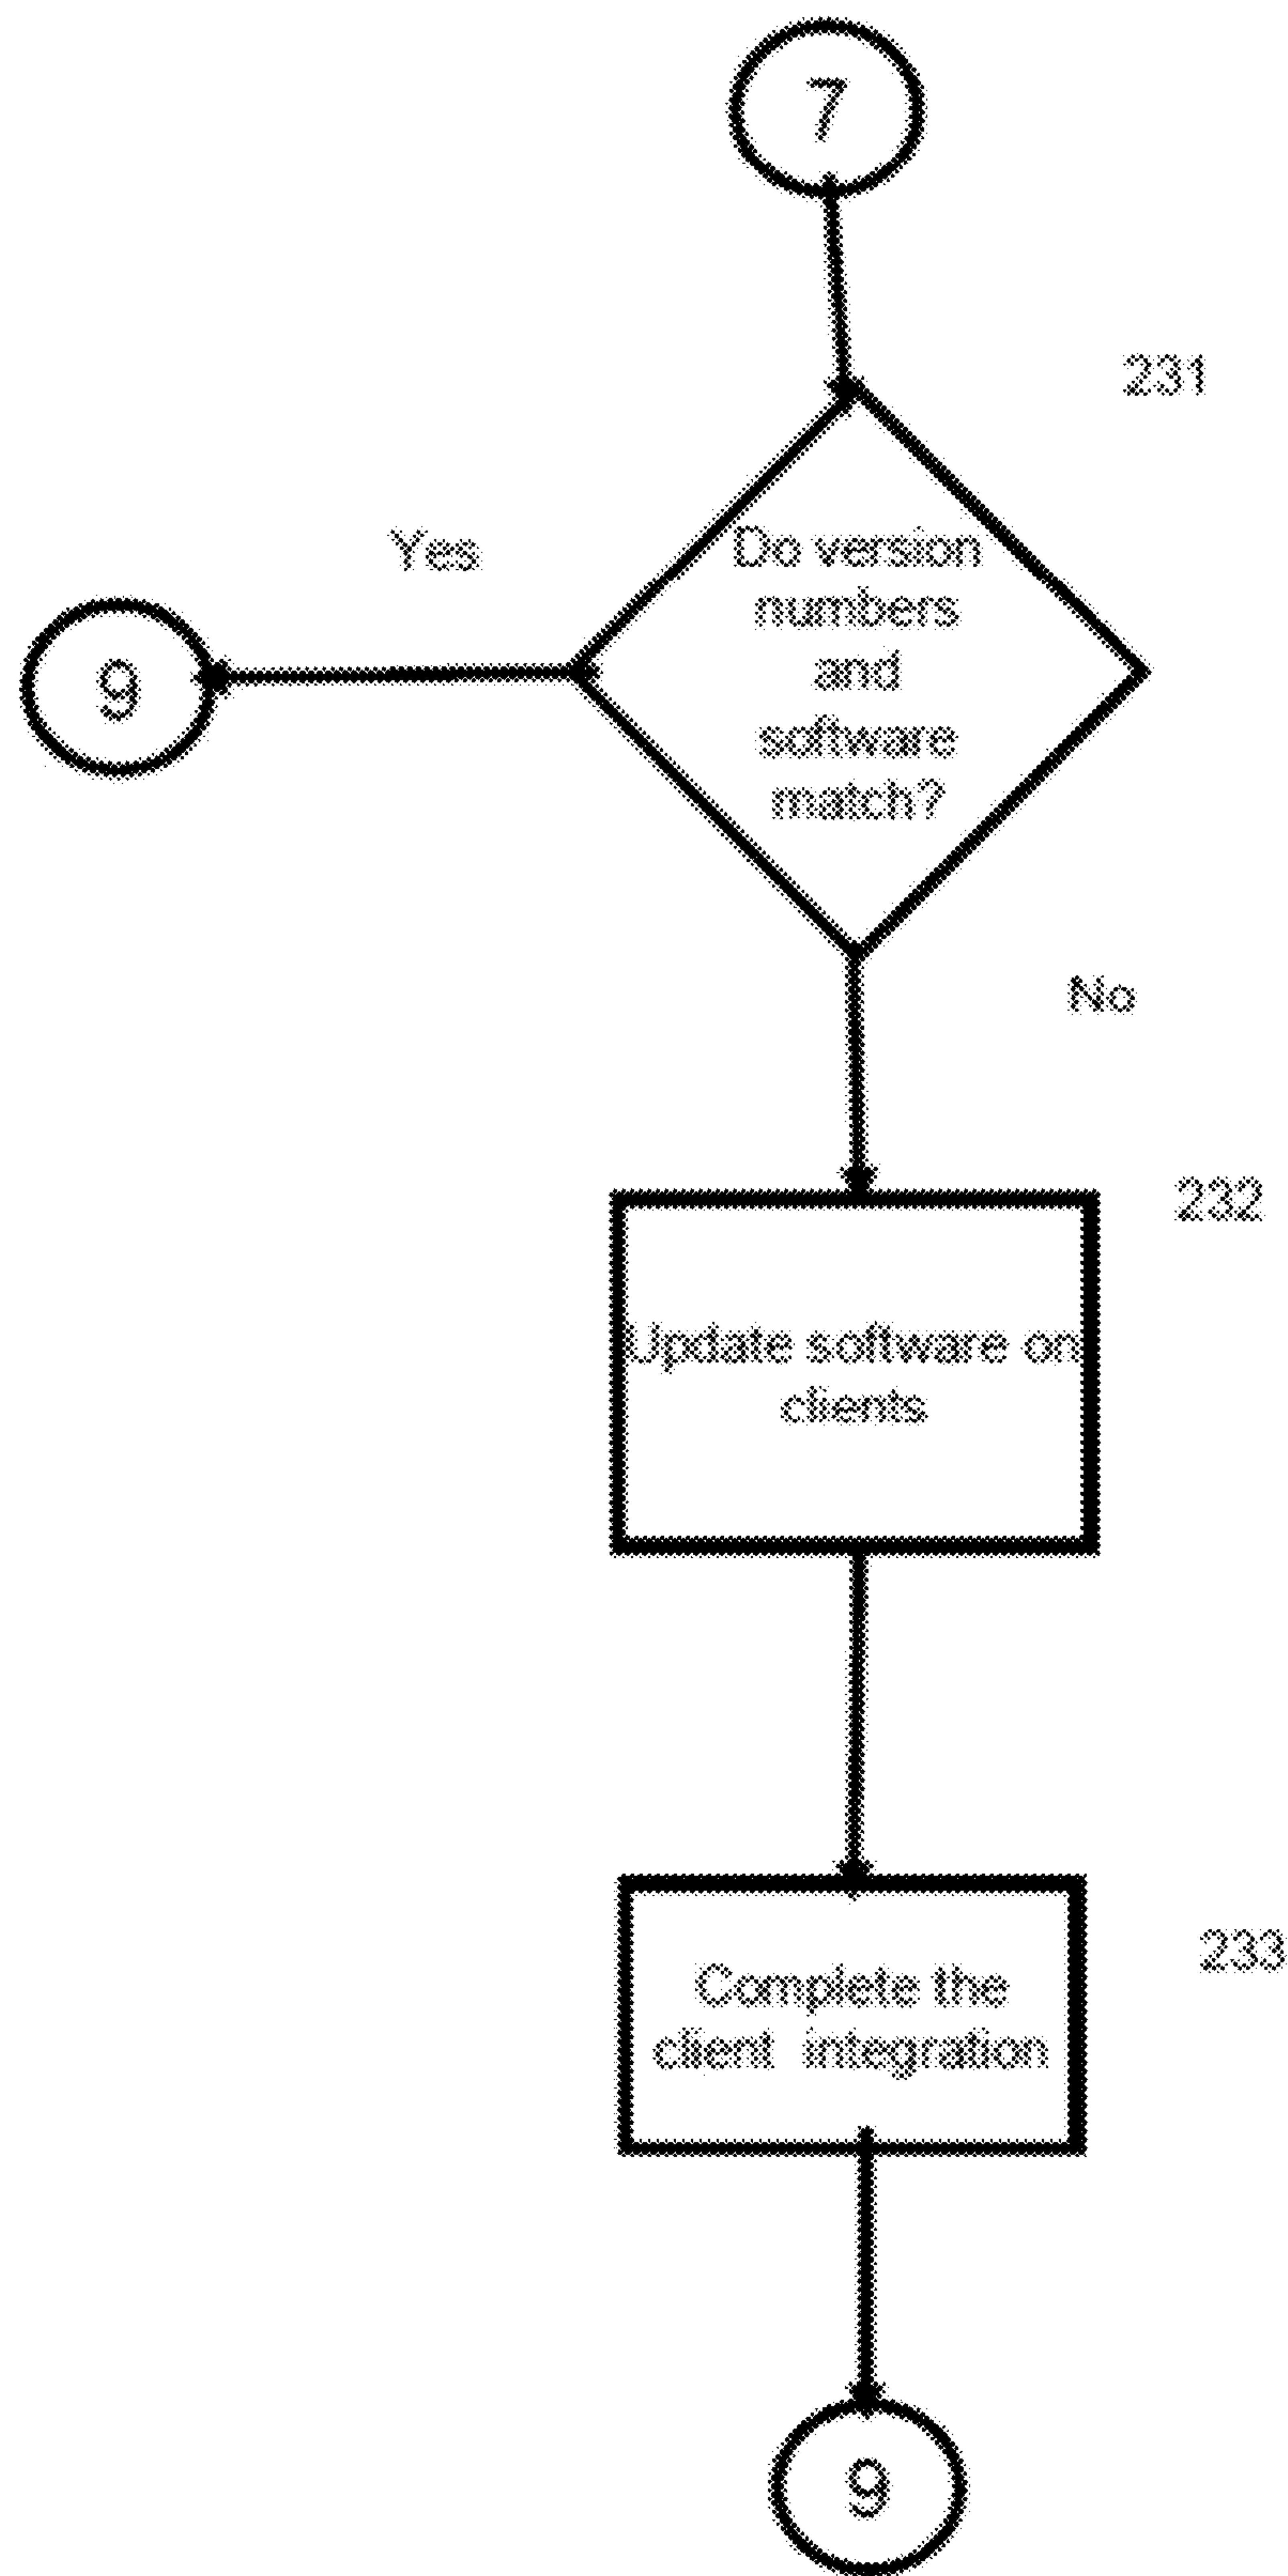 7
231
Do version
numbers
and
software
match?
Yes
9
No
232
Update software on
clients
233
Complete the
client integration
9